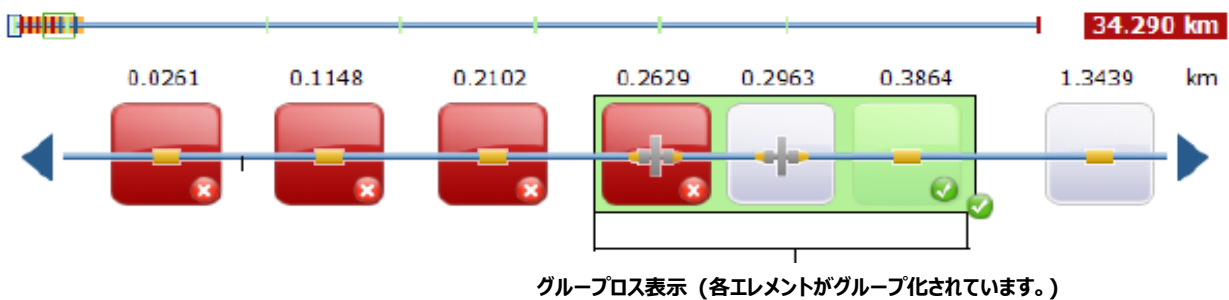 34.290 km
0.0261 0.1148 0.2102 0.2629 0.2963 0.3864 1.3439 km
グループロス表示 (各エレメントがグループ化されています。)